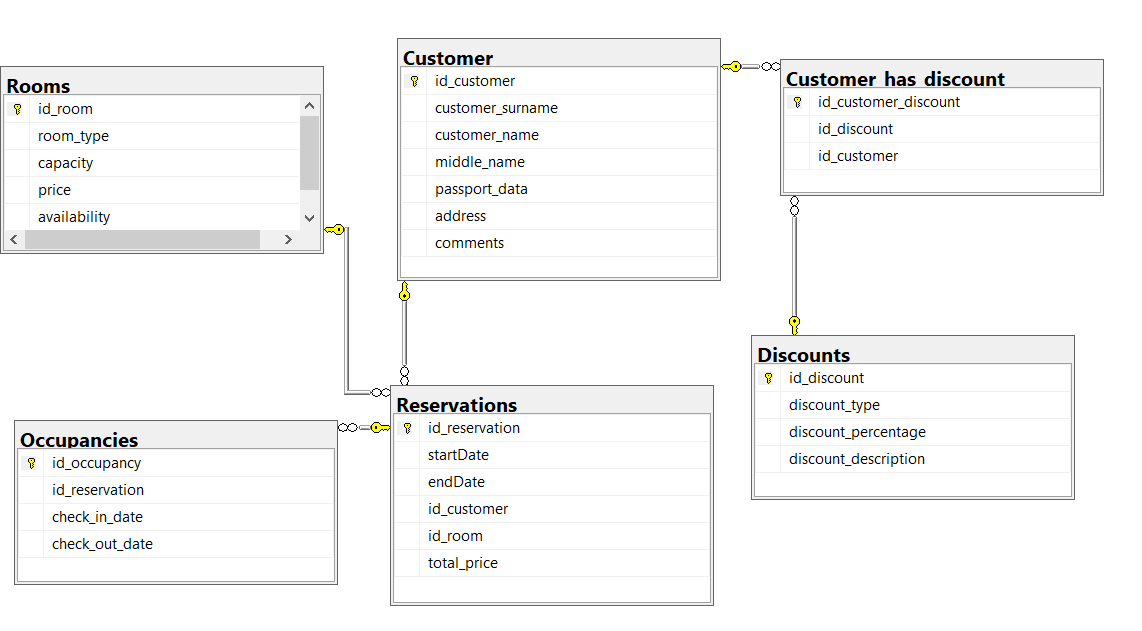 Rooms
id_room
room_type
capacity
price
availability
Customer
id_customer
customer_surname
customer_name
middle_name
passport_data
address
comments
Customer_has_discount
id_customer_discount
id_discount
id_customer
Occupancies
id_occupancy
id_reservation
check_in_date
check_out_date
Reservations
id_reservation
startDate
endDate
id_customer
id_room
total_price
Discounts
id_discount
discount_type
discount_percentage
discount_description